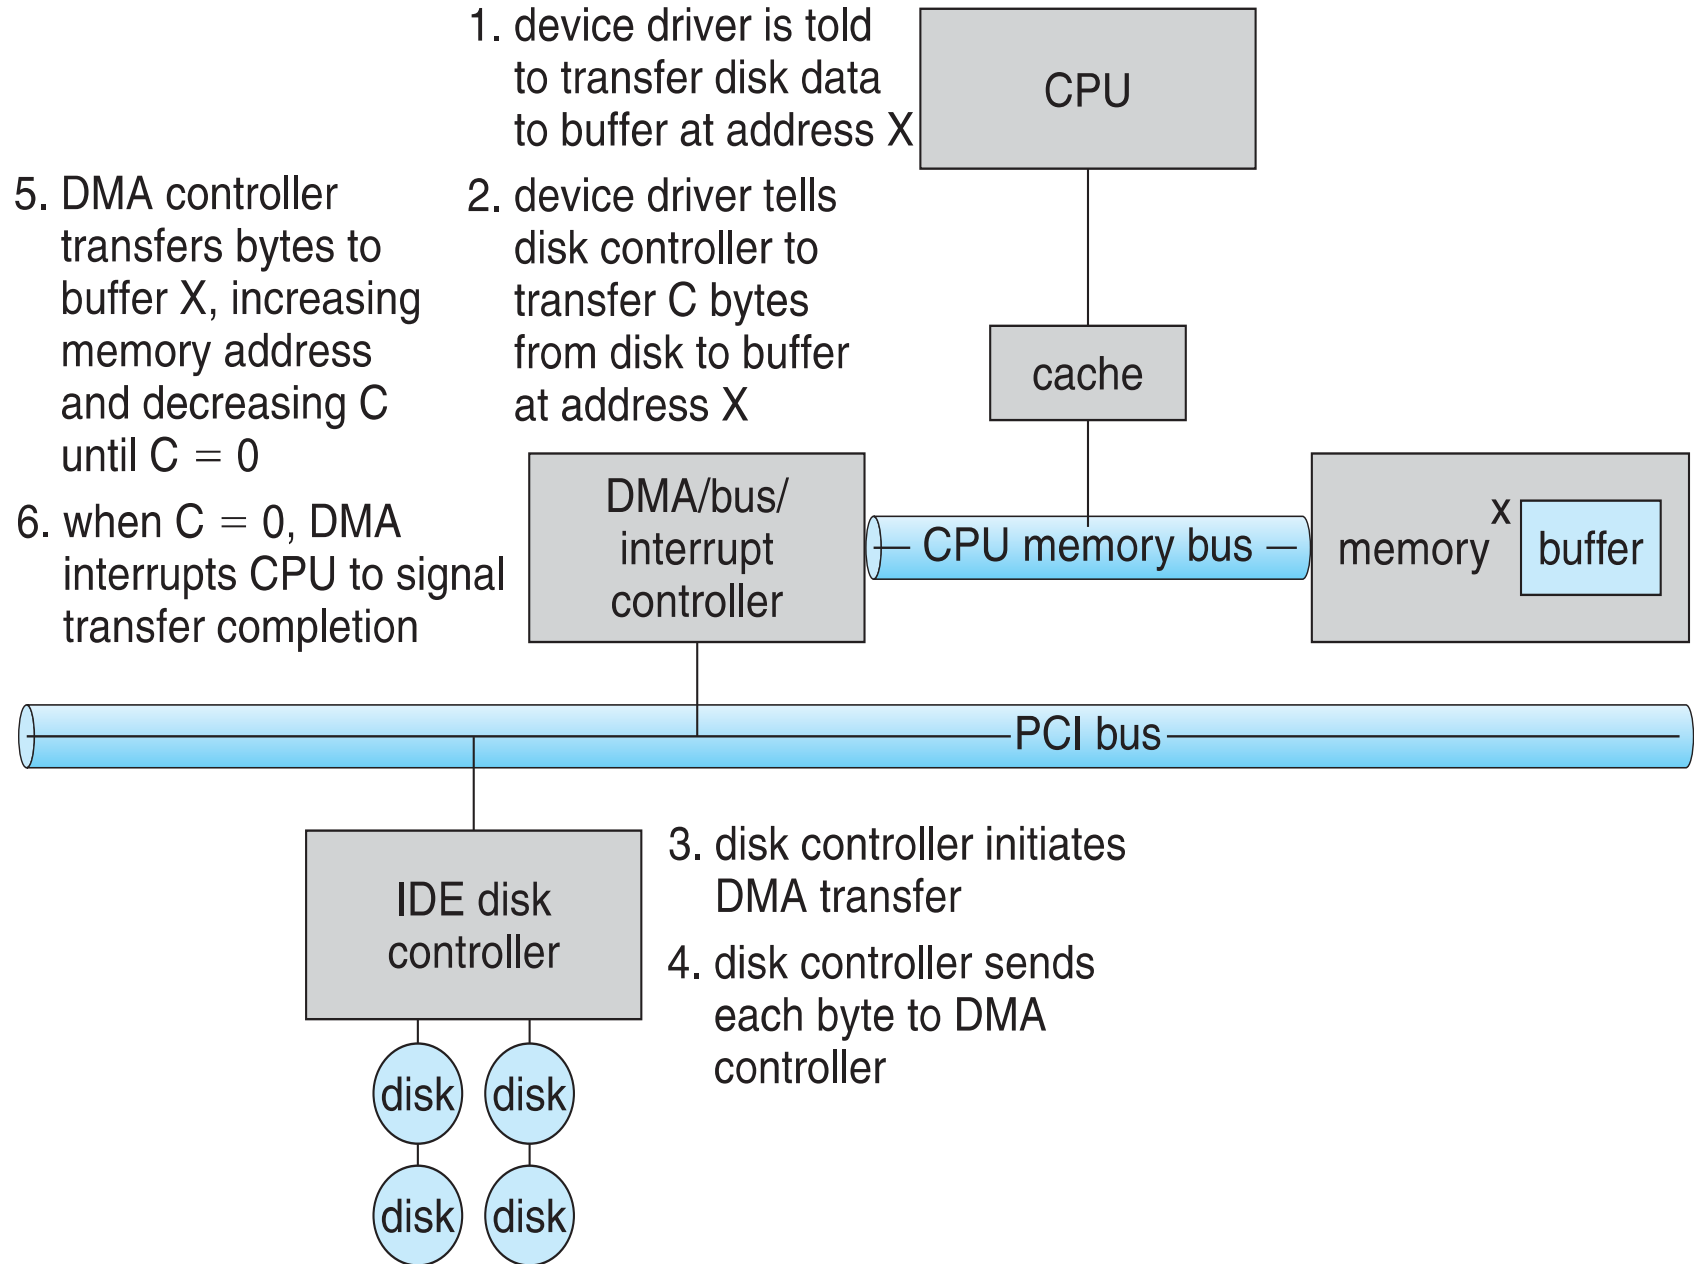 1. device driver is told
to transfer disk data
to buffer at address X
CPU
5. DMA controller
transfers bytes to
buffer X, increasing
memory address
and decreasing C
until C = 0
2. device driver tells
disk controller to
transfer C bytes
from disk to buffer
at address X
cache
6. when C = 0, DMA
interrupts CPU to signal
transfer completion
DMA/bus/
interrupt
controller
CPU memory bus
memory
x
buffer
PCI bus
IDE disk
controller
3. disk controller initiates
DMA transfer
4. disk controller sends
each byte to DMA
controller
disk
disk
disk
disk